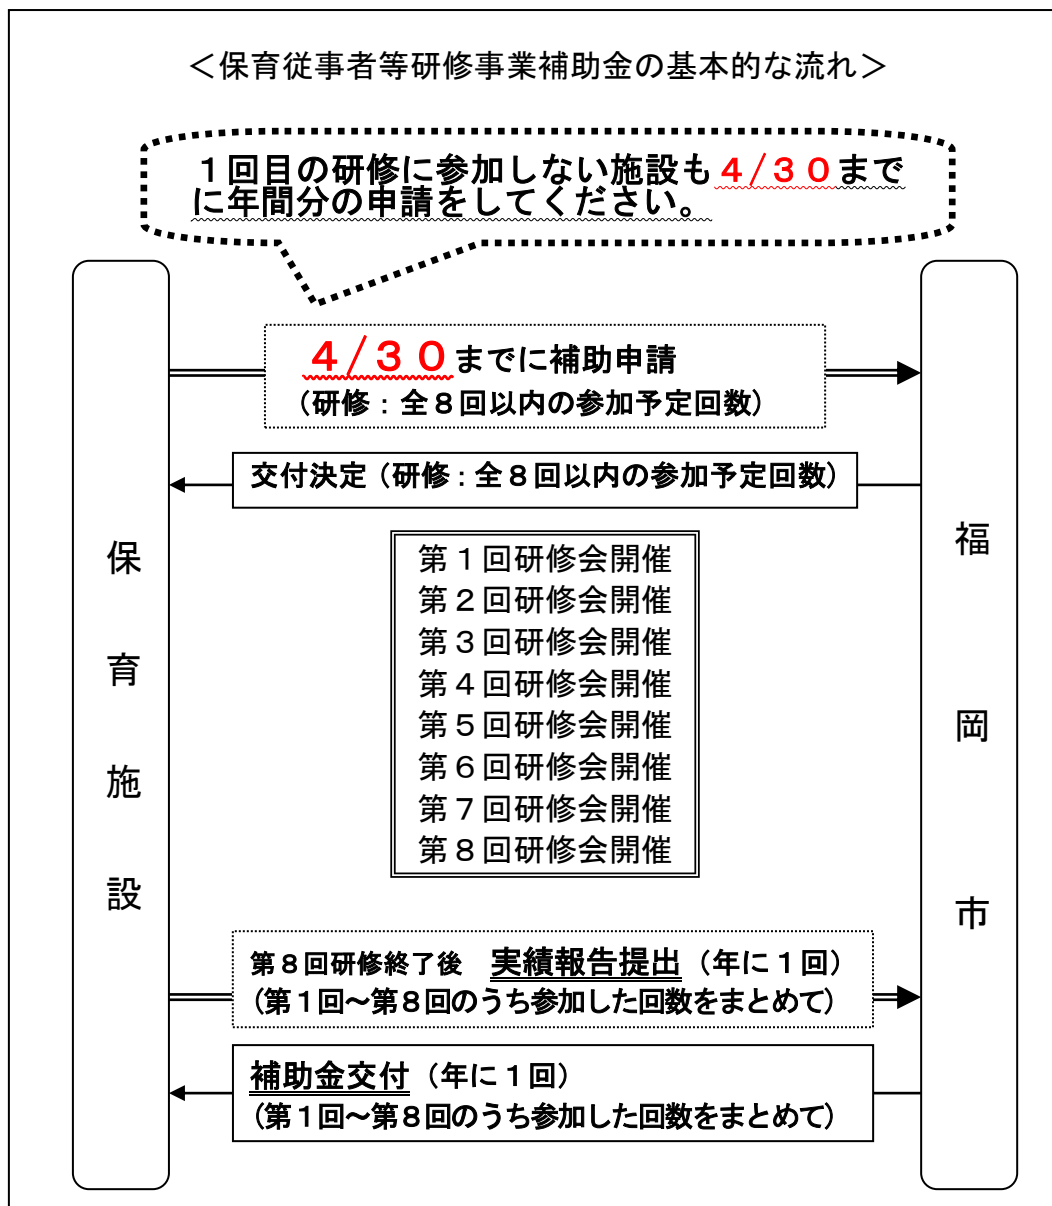 ＜保育従事者等研修事業補助金の基本的な流れ＞
１回目の研修に参加しない施設も４/３０まで
に年間分の申請をしてください。
４/３０までに補助申請
（研修：全８回以内の参加予定回数）
交付決定（研修：全８回以内の参加予定回数）
保育施設
第１回研修会開催
第２回研修会開催
第３回研修会開催
第４回研修会開催
第５回研修会開催
第６回研修会開催
第７回研修会開催
第８回研修会開催
福岡市
第８回研修終了後　実績報告提出（年に１回）
（第１回～第８回のうち参加した回数をまとめて）
補助金交付（年に１回）
（第１回～第８回のうち参加した回数をまとめて）